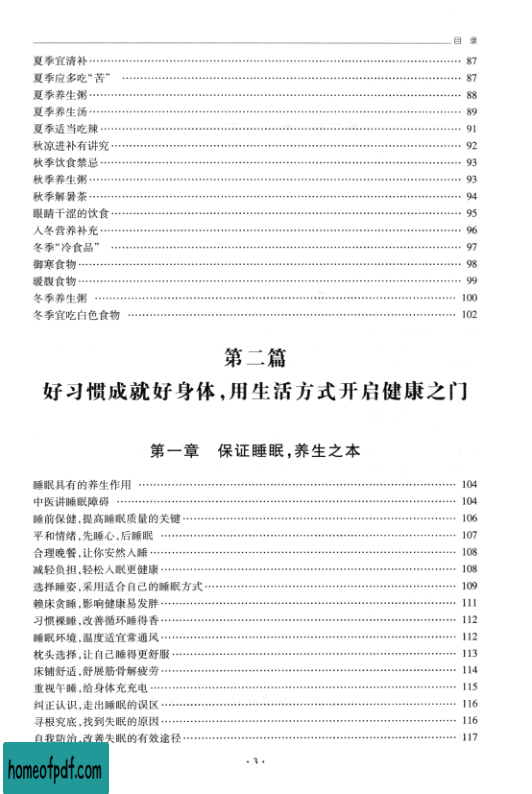 目 录
夏季宜清补 87
夏季应多吃“苦” 87
夏季养生粥 88
夏季养生汤 89
夏季适当吃辣 91
秋凉进补有讲究 92
秋季饮食禁忌 93
秋季养生粥 93
秋季解暑茶 94
眼睛干涩的饮食 95
入冬营养补充 96
冬季“冷食品” 97
御寒食物 98
暖腹食物 99
冬季养生粥 100
冬季宜吃白色食物 102
第二篇
好习惯成就好身体,用生活方式开启健康之门
第一章 保证睡眠,养生之本
睡眠具有的养生作用 104
中医讲睡眠障碍 104
睡前保健,提高睡眠质量的关键 106
平和情绪,先睡心,后睡眠 107
合理晚餐,让你安然入睡 108
减轻负担,轻松入眠更健康 108
选择睡姿,采用适合自己的睡眠方式 109
赖床贪睡,影响健康易发胖 111
习惯裸睡,改善循环睡得香 112
睡眠环境,温度适宜常通风 112
枕头选择,让自己睡得更舒服 113
床铺舒适,舒展筋骨解疲劳 114
重视午睡,给身体充充电 115
纠正认识,走出睡眠的误区 116
寻根究底,找到失眠的原因 116
自我防治,改善失眠的有效途径 117
· 3 ·
homeofpdf.com